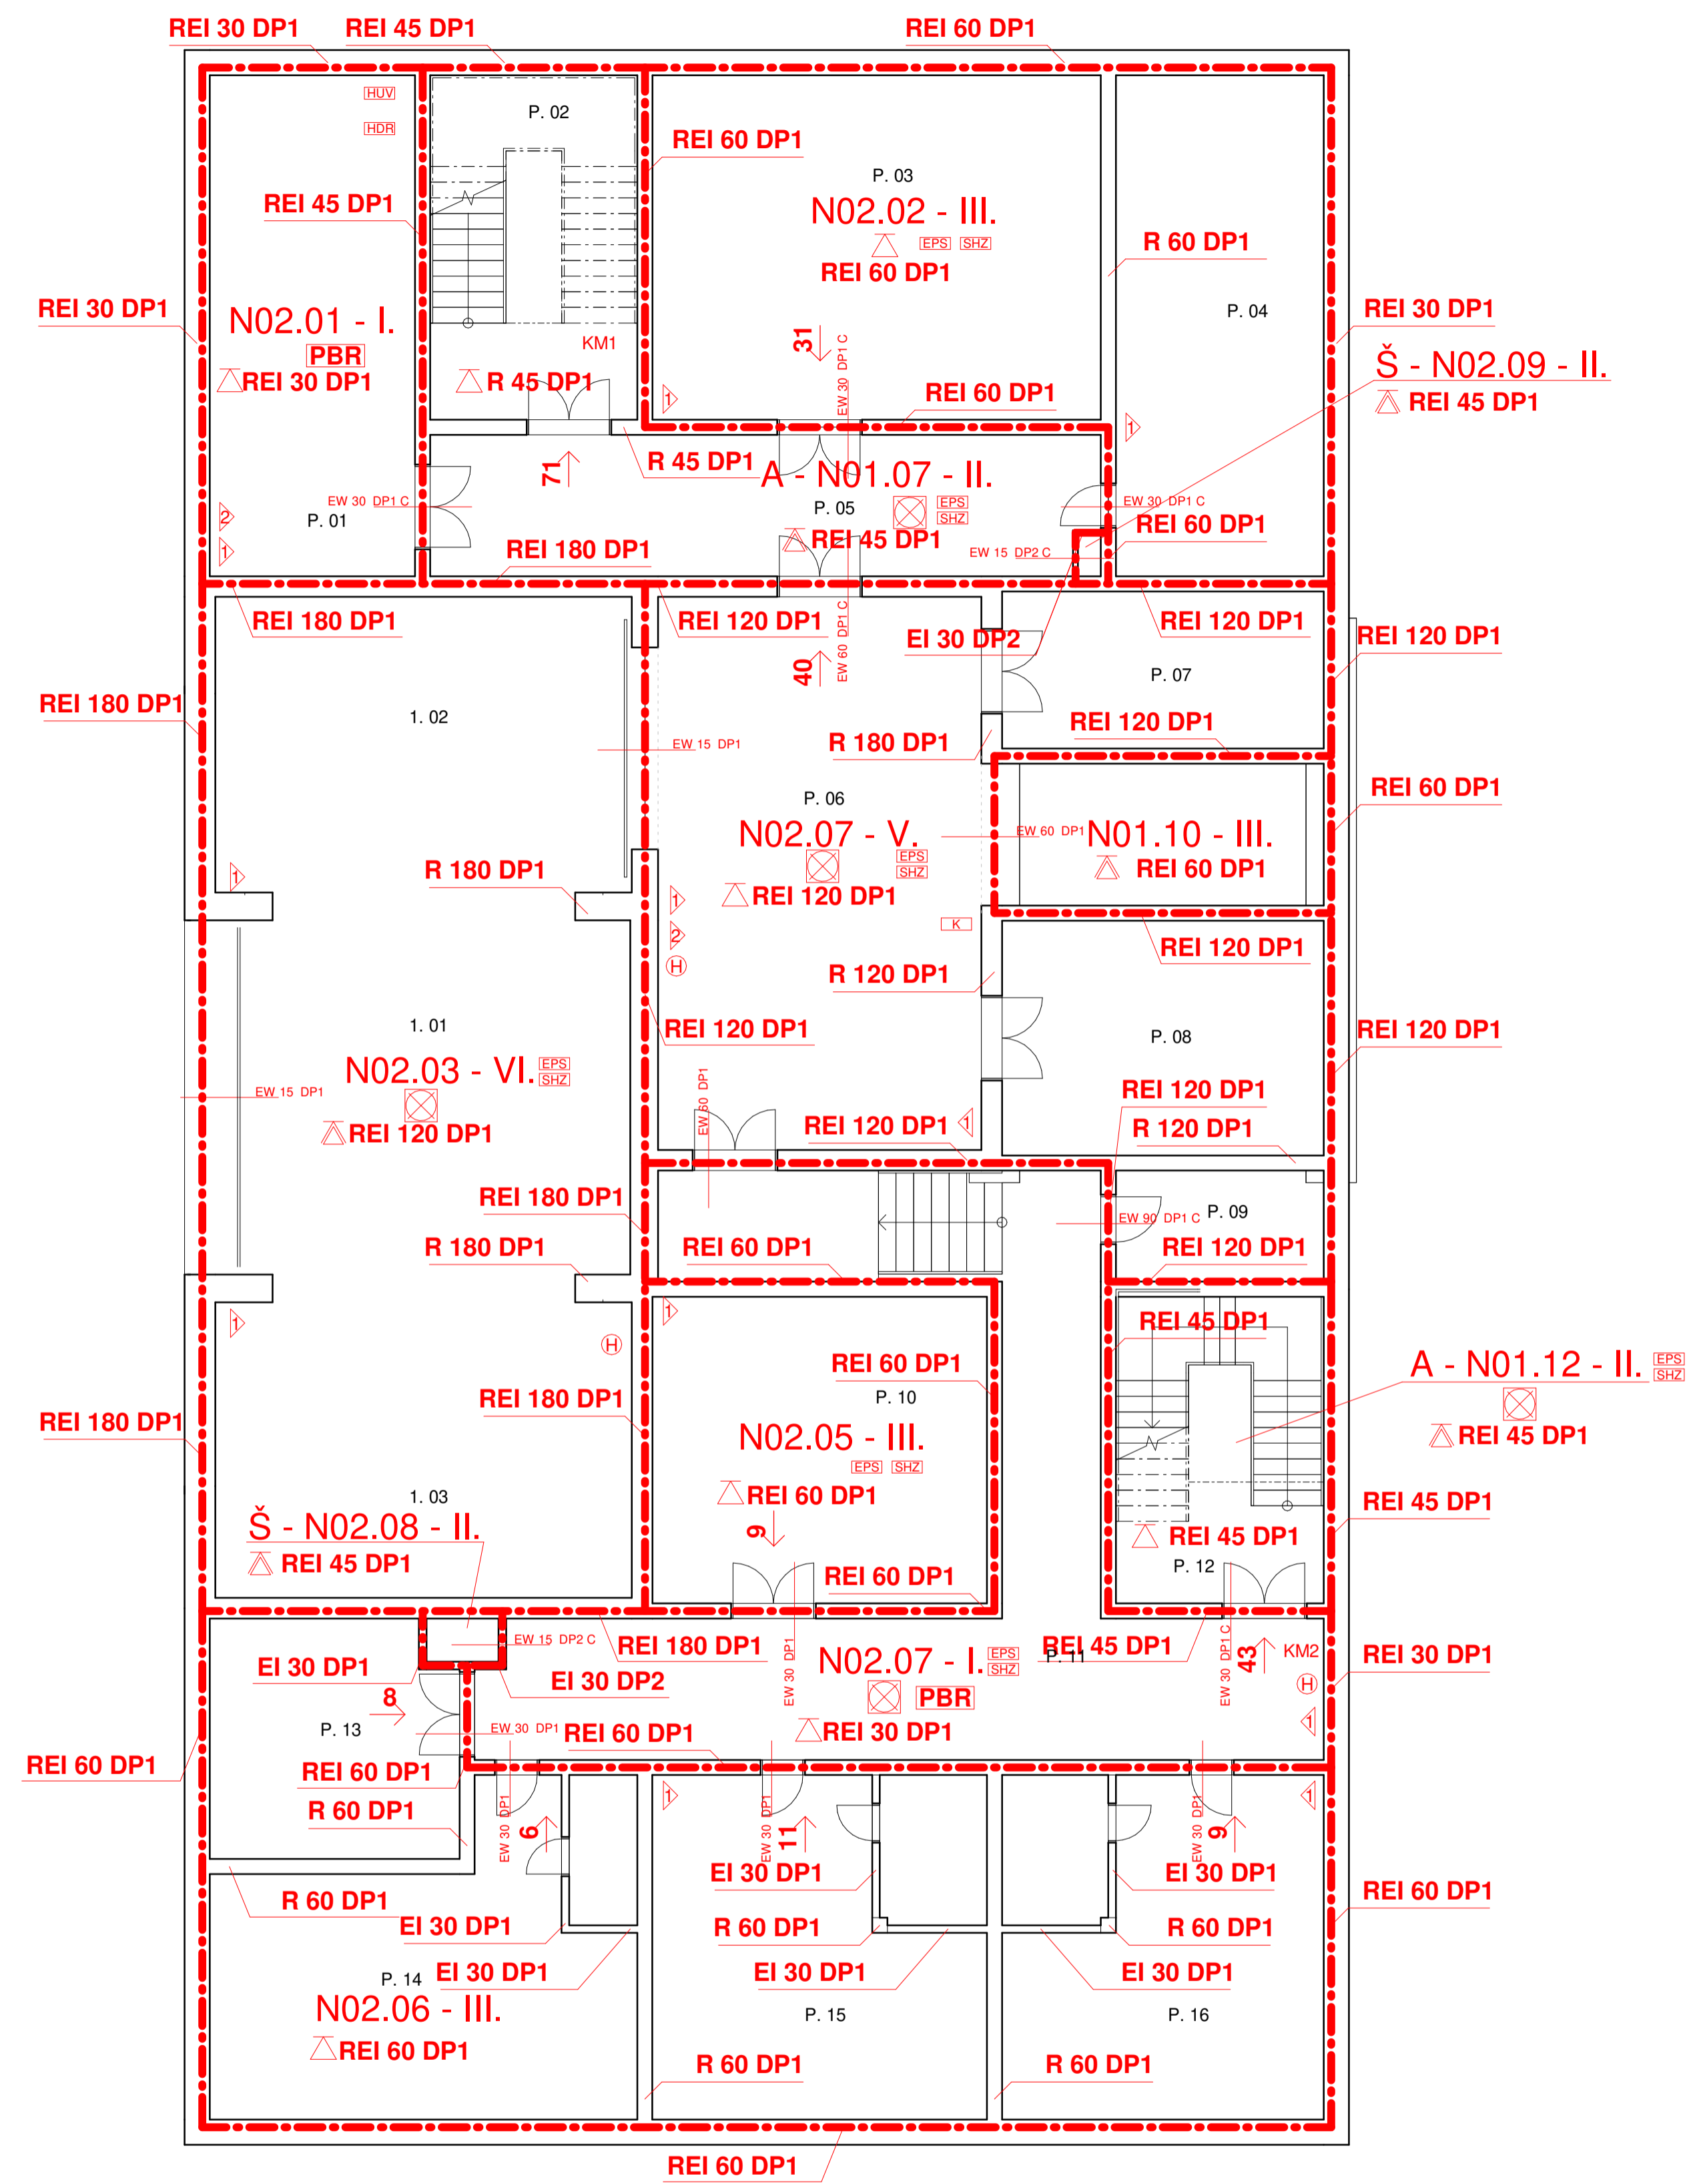 REI 30 DP1
REI 45 DP1
REI 60 DP1
HUV
HDR
P. 02
REI 60 DP1
P. 03
N02.02 - III.
EPS SHZ
REI 60 DP1
REI 45 DP1
R 60 DP1
REI 30 DP1
N02.01 - I.
PBR
REI 30 DP1
KM1
R 45 DP1
31
EW 30 DP1 C
P. 04
REI 30 DP1
Š - N02.09 - II.
REI 45 DP1
1
REI 60 DP1
1
71
R 45 DP1
A - N01.07 - II.
EPS
SHZ
P. 05
REI 45 DP1
EW 30 DP1 C
P. 01
2
1
EW 30 DP1 C
REI 60 DP1
EW 15 DP2 C
REI 180 DP1
REI 180 DP1
REI 120 DP1
EI 30 DP2
REI 120 DP1
REI 120 DP1
40
EW 60 DP1 C
P. 07
REI 180 DP1
1. 02
EW 15 DP1
R 180 DP1
REI 120 DP1
P. 06
REI 60 DP1
N02.07 - V.
EPS
SHZ
REI 120 DP1
EW 60 DP1
N01.10 - III.
REI 60 DP1
R 180 DP1
1
1
2
H
K
REI 120 DP1
R 120 DP1
REI 120 DP1
1. 01
P. 08
REI 120 DP1
N02.03 - VI.
EPS
SHZ
REI 120 DP1
EW 15 DP1
EW 60 DP1
REI 120 DP1
1
REI 120 DP1
R 120 DP1
REI 180 DP1
REI 60 DP1
EW 90 DP1 C
P. 09
REI 120 DP1
R 180 DP1
1
1
H
REI 45 DP1
REI 60 DP1
P. 10
A - N01.12 - II.
EPS
SHZ
REI 45 DP1
REI 180 DP1
REI 180 DP1
N02.05 - III.
EPS SHZ
REI 60 DP1
9
1. 03
Š - N02.08 - II.
REI 45 DP1
REI 45 DP1
REI 45 DP1
P. 12
REI 60 DP1
EW 15 DP2 C
REI 180 DP1
EW 30 DP1
N02.07 - I.
EPS
SHZ
PBR
REI 30 DP1
REI 45 DP1
P. 11
EW 30 DP1 C
43
KM2
H
1
REI 30 DP1
EI 30 DP1
EI 30 DP2
8
P. 13
EW 30 DP1
REI 60 DP1
REI 60 DP1
REI 60 DP1
R 60 DP1
EW 30 DP1
6
1
EW 30 DP1
11
EW 30 DP1
9
1
EI 30 DP1
EI 30 DP1
REI 60 DP1
R 60 DP1
EI 30 DP1
R 60 DP1
R 60 DP1
EI 30 DP1
EI 30 DP1
EI 30 DP1
P. 14
N02.06 - III.
REI 60 DP1
P. 15
P. 16
R 60 DP1
R 60 DP1
REI 60 DP1